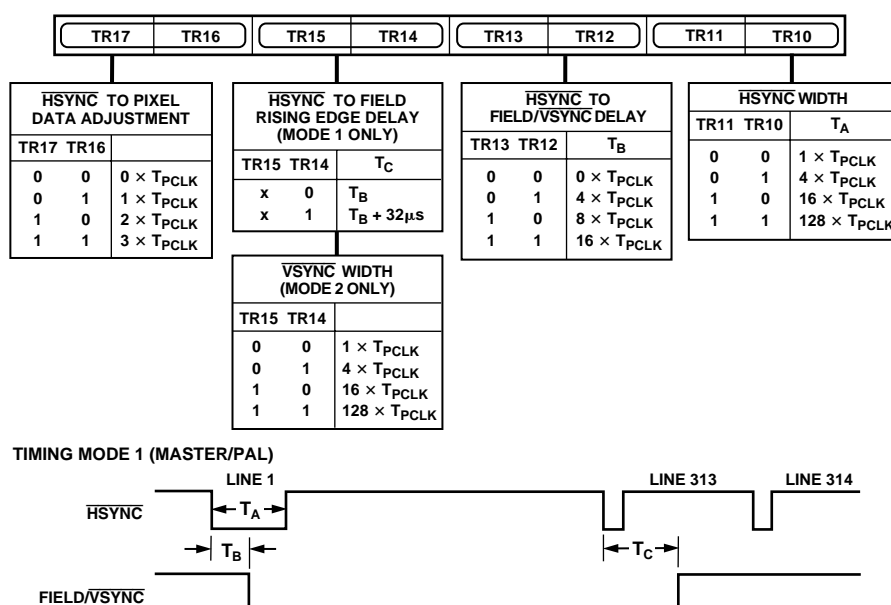 TR17 TR16 TR15 TR14 TR13 TR12 TR11 TR10
HSYNC TO PIXEL
DATA ADJUSTMENT
TR17 TR16
0 0 0 × TPCLK
0 1 1 × TPCLK
1 0 2 × TPCLK
1 1 3 × TPCLK
HSYNC TO FIELD
RISING EDGE DELAY
(MODE 1 ONLY)
TR15 TR14 TC
x 0 TB
x 1 TB + 32μs
VSYNC WIDTH
(MODE 2 ONLY)
TR15 TR14
0 0 1 × TPCLK
0 1 4 × TPCLK
1 0 16 × TPCLK
1 1 128 × TPCLK
HSYNC TO
FIELD/VSYNC DELAY
TR13 TR12 TB
0 0 0 × TPCLK
0 1 4 × TPCLK
1 0 8 × TPCLK
1 1 16 × TPCLK
HSYNC WIDTH
TR11 TR10 TA
0 0 1 × TPCLK
0 1 4 × TPCLK
1 0 16 × TPCLK
1 1 128 × TPCLK
TIMING MODE 1 (MASTER/PAL)
LINE 1 LINE 313 LINE 314
HSYNC
TA
TB
TC
FIELD/VSYNC